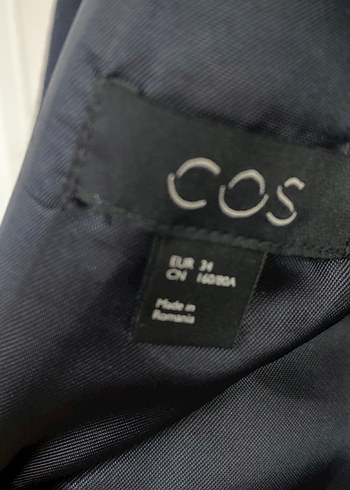 COS
EUR 34
CN 160/80A
Made in
Romania